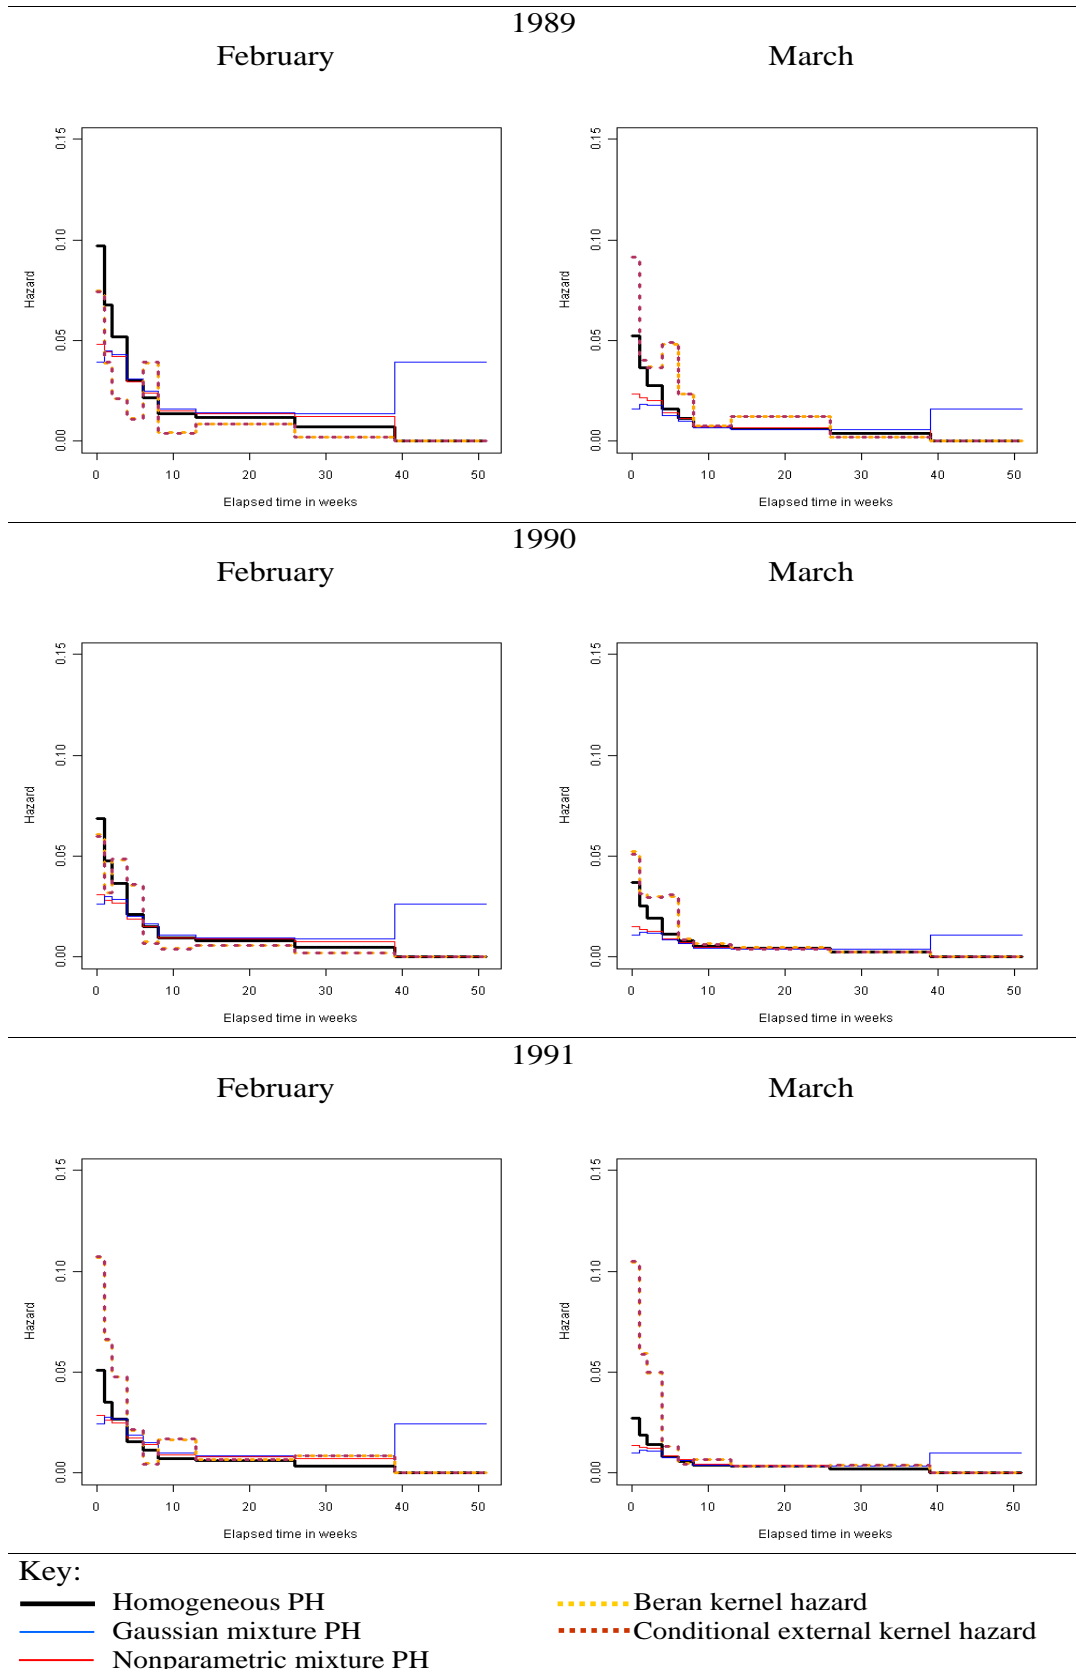 1989
February March
0.15
0.10
0.05
0.00
Hazard
0 10 20 30 40 50
Elapsed time in weeks
0.15
0.10
0.05
0.00
Hazard
0 10 20 30 40 50
Elapsed time in weeks
1990
February March
0.15
0.10
0.05
0.00
Hazard
0 10 20 30 40 50
Elapsed time in weeks
0.15
0.10
0.05
0.00
Hazard
0 10 20 30 40 50
Elapsed time in weeks
1991
February March
0.15
0.10
0.05
0.00
Hazard
0 10 20 30 40 50
Elapsed time in weeks
0.15
0.10
0.05
0.00
Hazard
0 10 20 30 40 50
Elapsed time in weeks
Key:
Homogeneous PH
Gaussian mixture PH
Nonparametric mixture PH
Beran kernel hazard
Conditional external kernel hazard